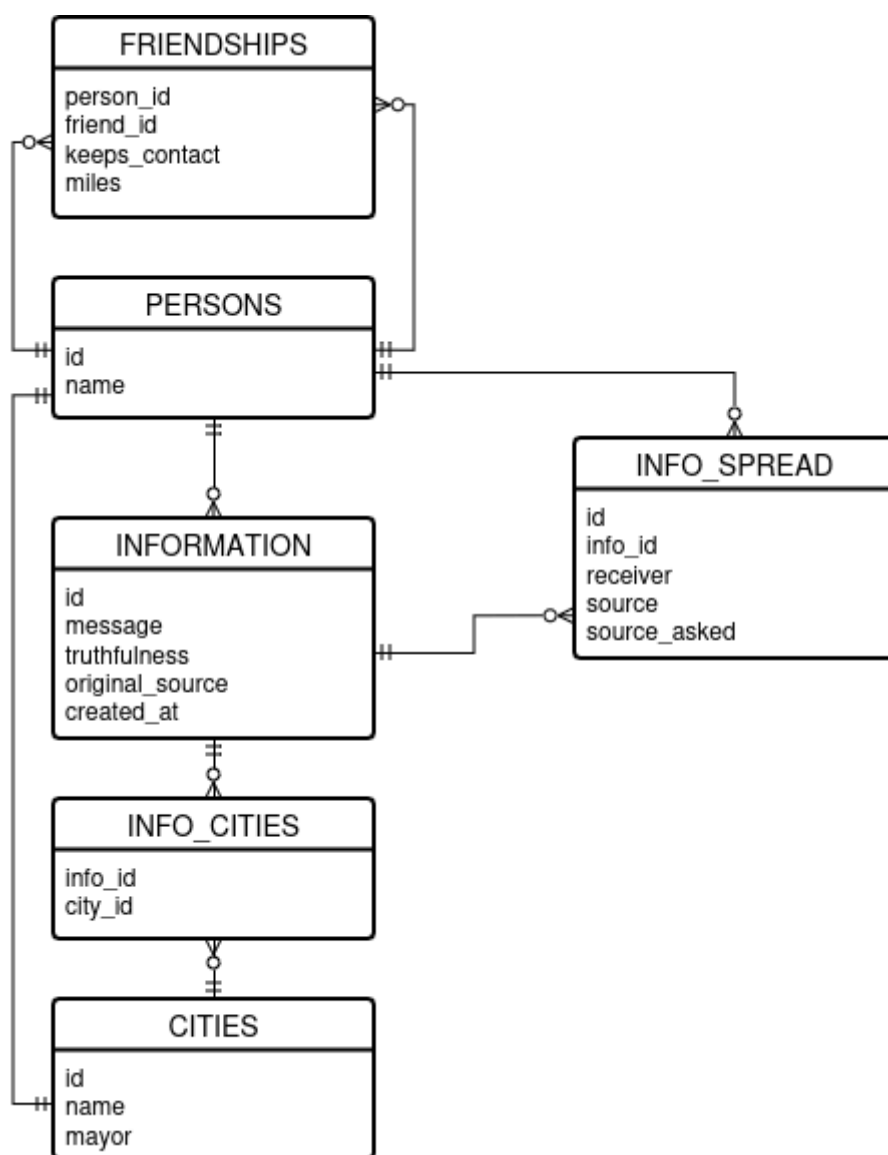 FRIENDSHIPS
person_id
friend_id
keeps_contact
miles
PERSONS
id
name
INFORMATION
id
message
truthfulness
original_source
created_at
INFO_SPREAD
id
info_id
receiver
source
source_asked
INFO_CITIES
info_id
city_id
CITIES
id
name
mayor